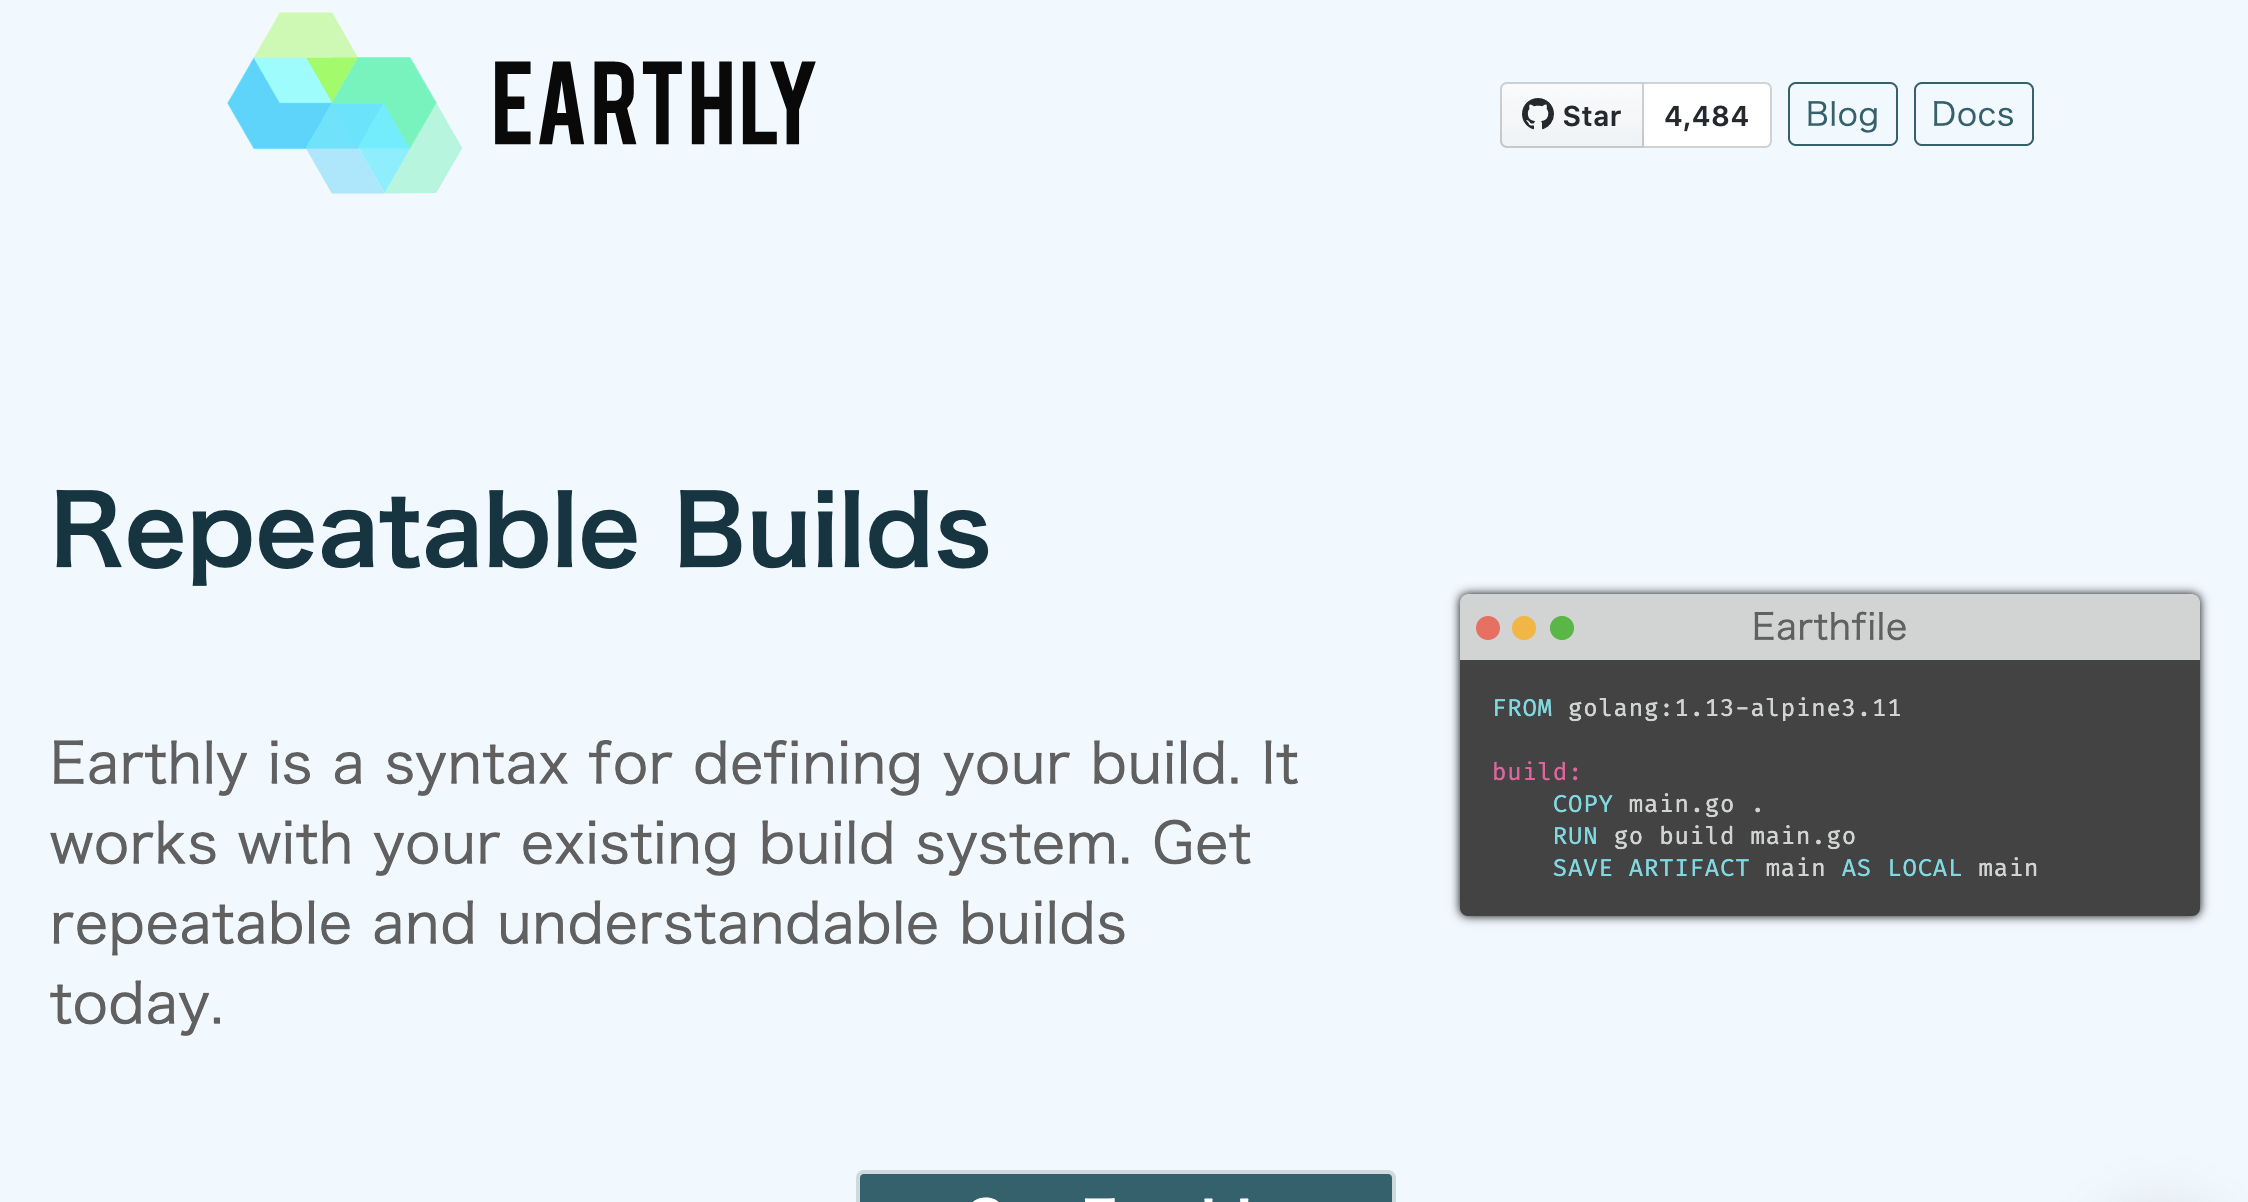 EARTHLY
Star 4,484 Blog Docs
Repeatable Builds
Earthly is a syntax for defining your build. It
works with your existing build system. Get
repeatable and understandable builds
today.
Earthfile
FROM golang:1.13-alpine3.11
build:
COPY main.go .
RUN go build main.go
SAVE ARTIFACT main AS LOCAL main